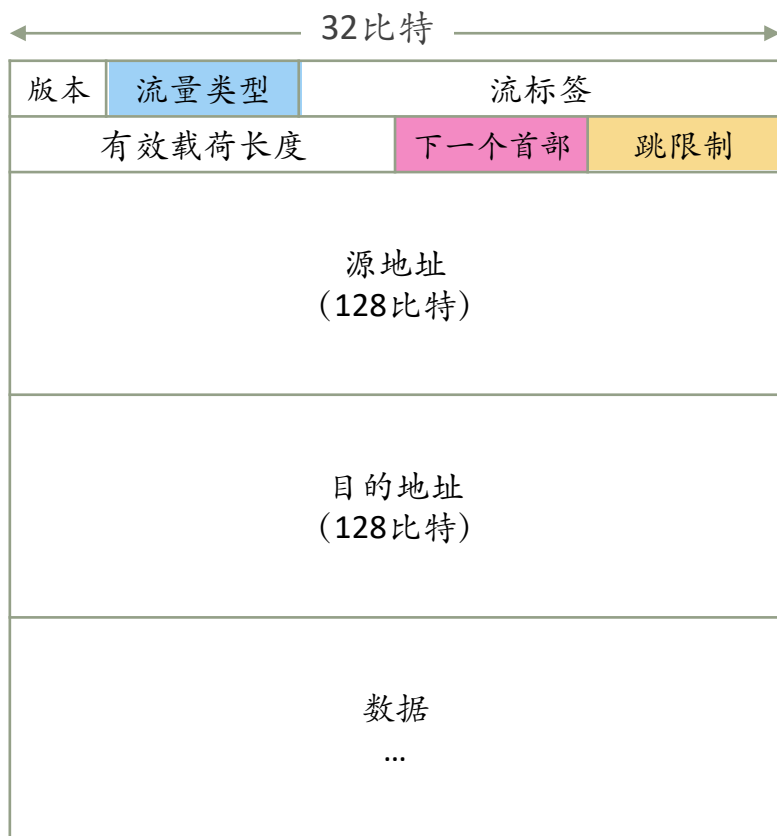 32比特
版本 流量类型 流标签
有效载荷长度 下一个首部 跳限制
源地址
（128比特）
目的地址
（128比特）
数据
...